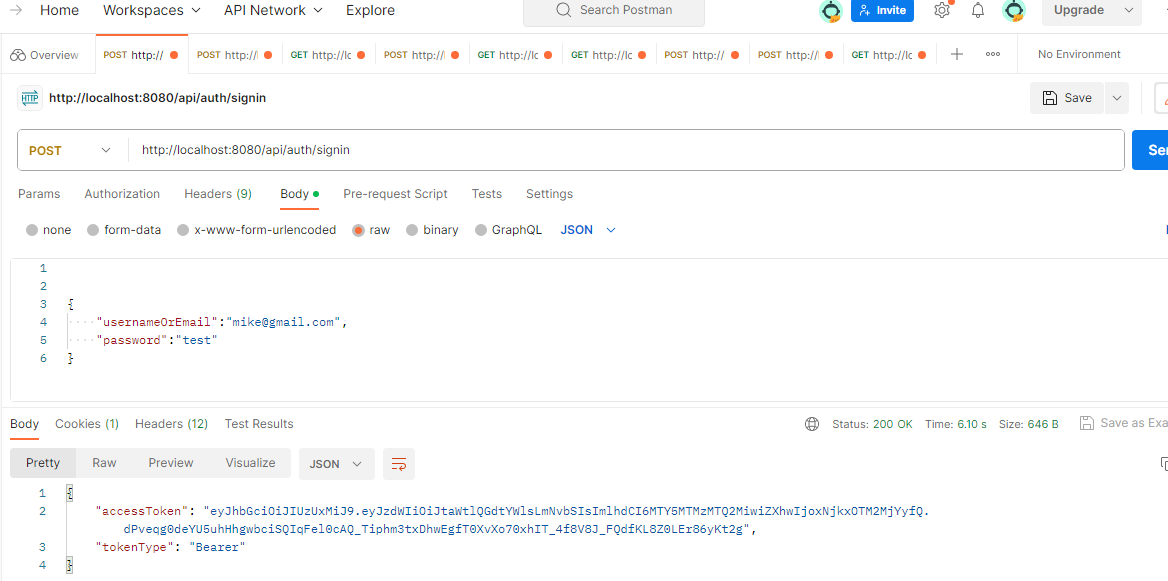 Home Workspaces API Network Explore Search Postman Invite Upgrade
Overview POST http:// POST http://l GET http://lc POST http://l GET http://lc GET http://lc POST http:// POST http://l GET http://lc No Environment
HTTP http://localhost:8080/api/auth/signin Save
POST http://localhost:8080/api/auth/signin Ser
Params Authorization Headers (9) Body Pre-request Script Tests Settings
none form-data x-www-form-urlencoded raw binary GraphQL JSON
1
2
3 {
4 "usernameOrEmail":"mike@gmail.com",
5 "password":"test"
6 }
Body Cookies (1) Headers (12) Test Results Status: 200 OK Time: 6.10 s Size: 646 B Save as Exa
Pretty Raw Preview Visualize JSON
1 {
2 "accessToken": "eyJhbGciOiJIUzUxMiJ9.eyJzdWIiOiJtaWtlQGdtYWlsLmNvbSIsImlhdCI6MTY5MTMzMTQ2MiwiZXhwIjoxNjkxOTM2MjYyfQ.
dPveqg0deYU5uhHhgwbciSQIqFel0cAQ_Tiphm3txDhwEgfT0XvXo70xhIT_4f8V8J_FQdfKL8Z0LEr86yKt2g",
3 "tokenType": "Bearer"
4 }